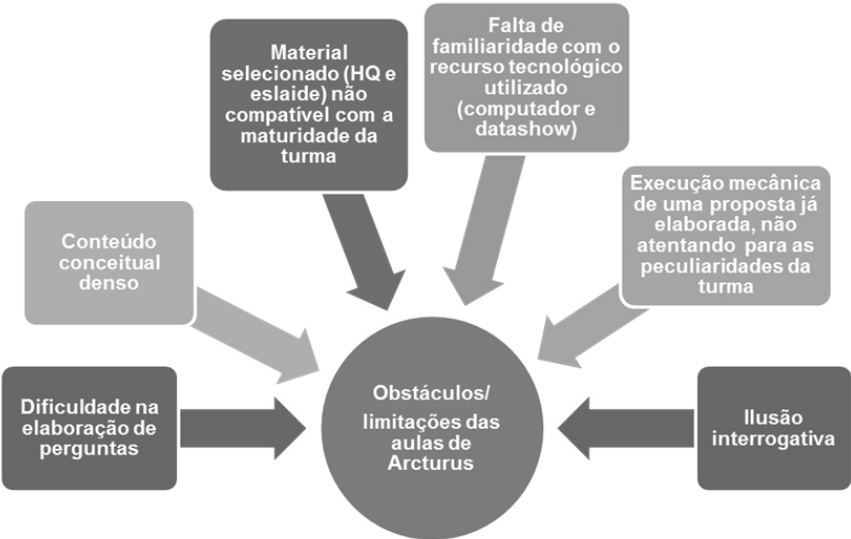 Falta de
familiaridade com o
recurso tecnológico
utilizado
(computador e
datashow)
Material
selecionado (HQ e
eslaide) não
compatível com a
maturidade da
turma
Execução mecânica
de uma proposta já
elaborada, não
atentando para as
peculiaridades da
turma
Conteúdo
conceitual
denso
Dificuldade na
elaboração de
perguntas
Obstáculos/
limitações das
aulas de
Arcturus
Ilusão
interrogativa